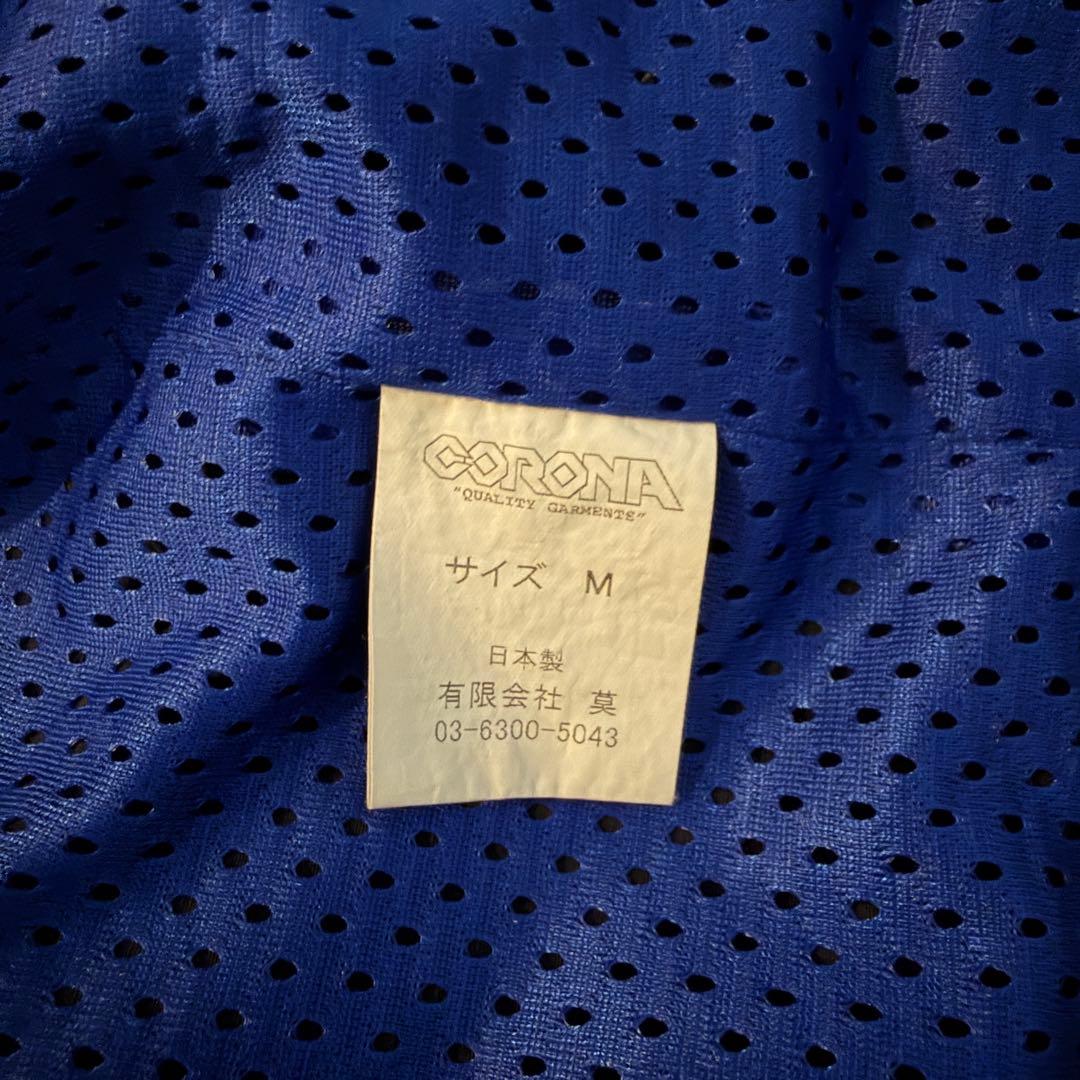 CORONA
"QUALITY GARMENTS"
サイズ M
日本製
有限会社 莫
03-6300-5043